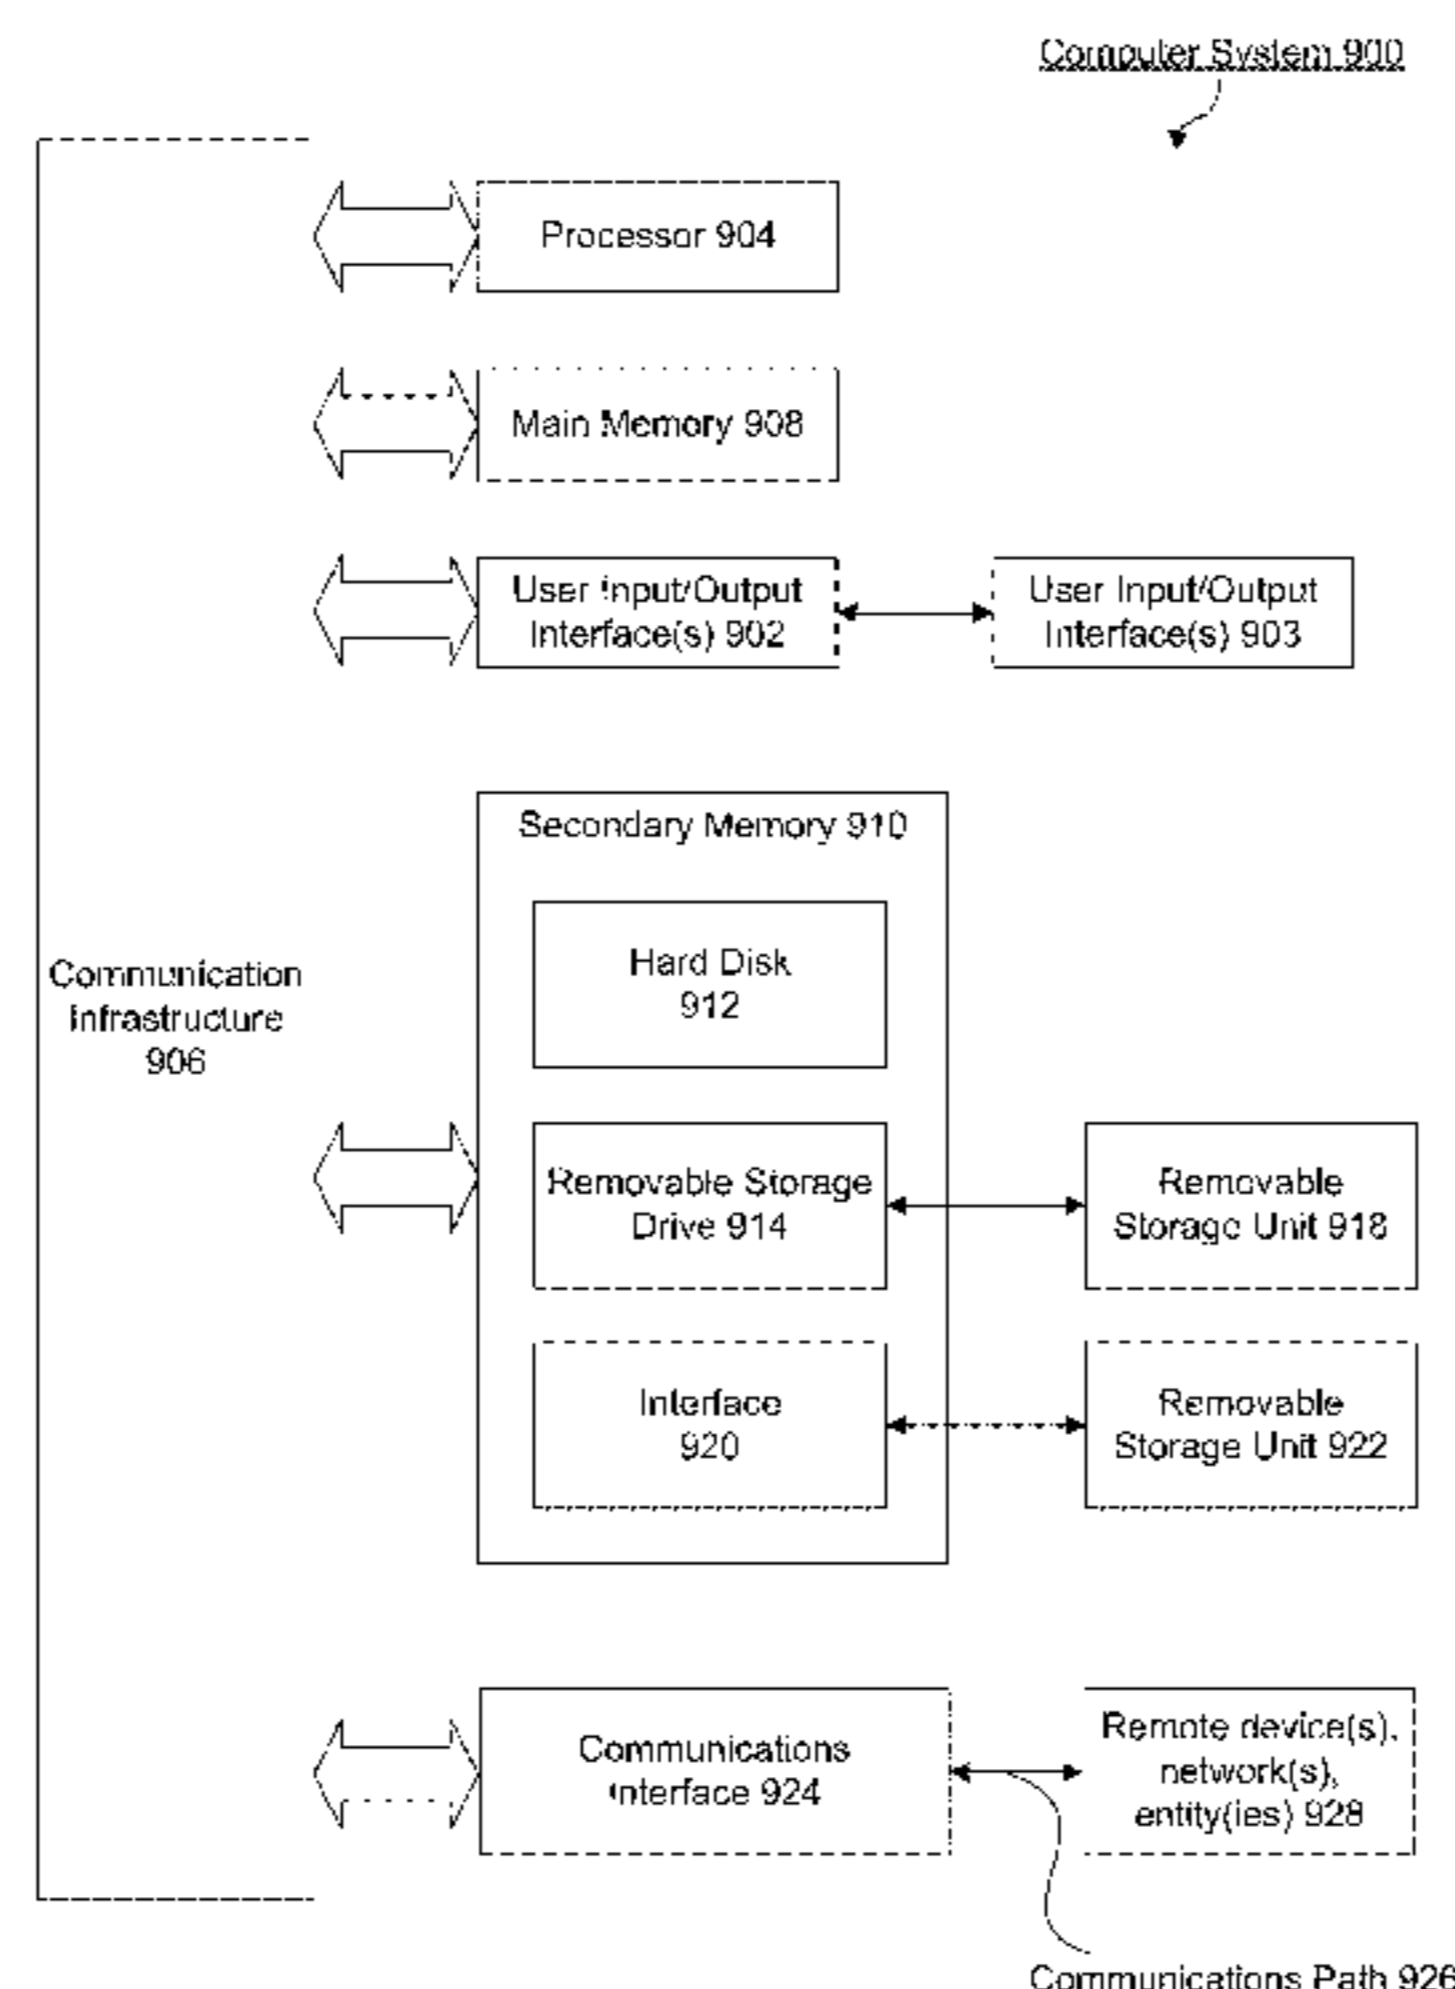 Computer System 900
Processor 904
Main Memory 908
User Input/Output
Interface(s) 902
User Input/Output
Interface(s) 903
Secondary Memory 910
Hard Disk
912
Communication
Infrastructure
906
Removable Storage
Drive 914
Removable
Storage Unit 918
Interface
920
Removable
Storage Unit 922
Communications
Interface 924
Remote device(s),
network(s),
entity(ies) 928
Communications Path 926